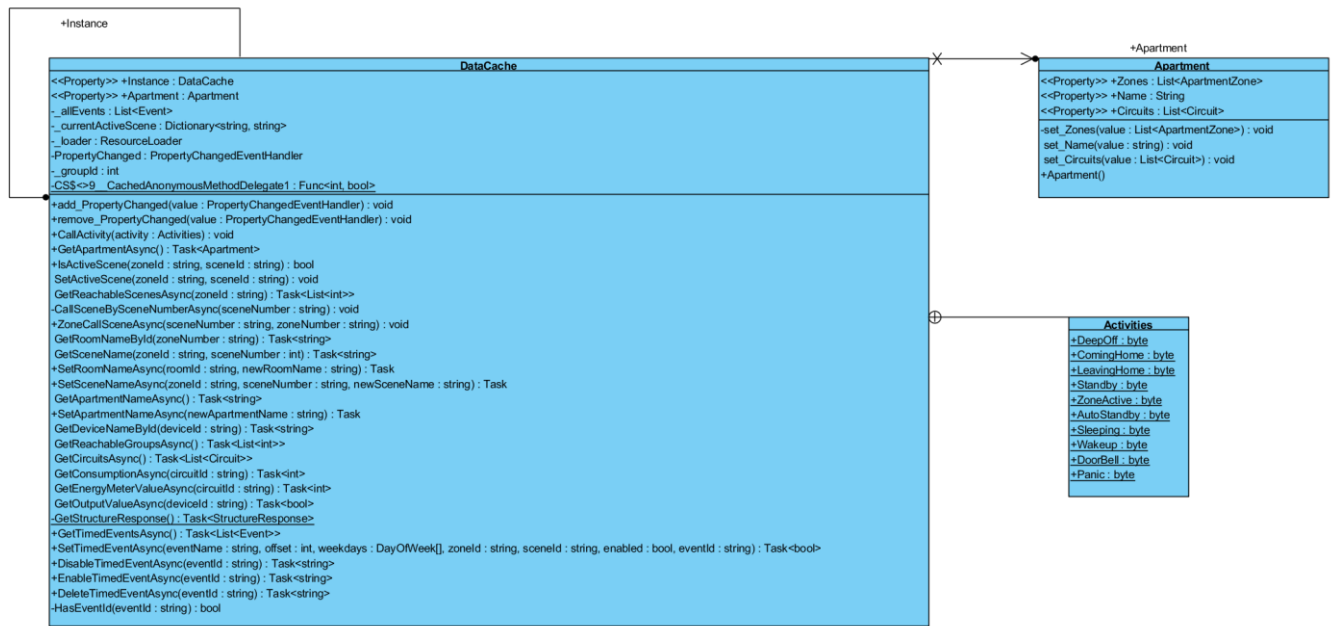 +Instance
+Apartment
DataCache
<<Property>> +Instance : DataCache
<<Property>> +Apartment : Apartment
-_allEvents : List<Event>
-_currentActiveScene : Dictionary<string, string>
-_loader : ResourceLoader
-PropertyChanged : PropertyChangedEventHandler
-_groupId : int
-CS$<>9__CachedAnonymousMethodDelegate1 : Func<int, bool>
+add_PropertyChanged(value : PropertyChangedEventHandler) : void
+remove_PropertyChanged(value : PropertyChangedEventHandler) : void
+CallActivity(activity : Activities) : void
+GetApartmentAsync() : Task<Apartment>
+IsActiveScene(zoneId : string, sceneId : string) : bool
SetActiveScene(zoneId : string, sceneId : string) : void
GetReachableScenesAsync(zoneId : string) : Task<List<int>>
-CallSceneBySceneNumberAsync(sceneNumber : string) : void
+ZoneCallSceneAsync(sceneNumber : string, zoneNumber : string) : void
GetRoomNameById(zoneNumber : string) : Task<string>
GetSceneName(zoneId : string, sceneNumber : int) : Task<string>
+SetRoomNameAsync(roomId : string, newRoomName : string) : Task
+SetSceneNameAsync(zoneId : string, sceneNumber : string, newSceneName : string) : Task
GetApartmentNameAsync() : Task<string>
+SetApartmentNameAsync(newApartmentName : string) : Task
GetDeviceNameById(deviceId : string) : Task<string>
GetReachableGroupsAsync() : Task<List<int>>
GetCircuitsAsync() : Task<List<Circuit>>
GetConsumptionAsync(circuitId : string) : Task<int>
GetEnergyMeterValueAsync(circuitId : string) : Task<int>
GetOutputValueAsync(deviceId : string) : Task<bool>
-GetStructureResponse() : Task<StructureResponse>
+GetTimedEventsAsync() : Task<List<Event>>
+SetTimedEventAsync(eventName : string, offset : int, weekdays : DayOfWeek[], zoneId : string, sceneId : string, enabled : bool, eventId : string) : Task<bool>
+DisableTimedEventAsync(eventId : string) : Task<string>
+EnableTimedEventAsync(eventId : string) : Task<string>
+DeleteTimedEventAsync(eventId : string) : Task<string>
-HasEventId(eventId : string) : bool
Apartment
<<Property>> +Zones : List<ApartmentZone>
<<Property>> +Name : String
<<Property>> +Circuits : List<Circuit>
-set_Zones(value : List<ApartmentZone>) : void
set_Name(value : string) : void
set_Circuits(value : List<Circuit>) : void
+Apartment()
Activities
+DeepOff : byte
+ComingHome : byte
+LeavingHome : byte
+Standby : byte
+ZoneActive : byte
+AutoStandby : byte
+Sleeping : byte
+Wakeup : byte
+DoorBell : byte
+Panic : byte